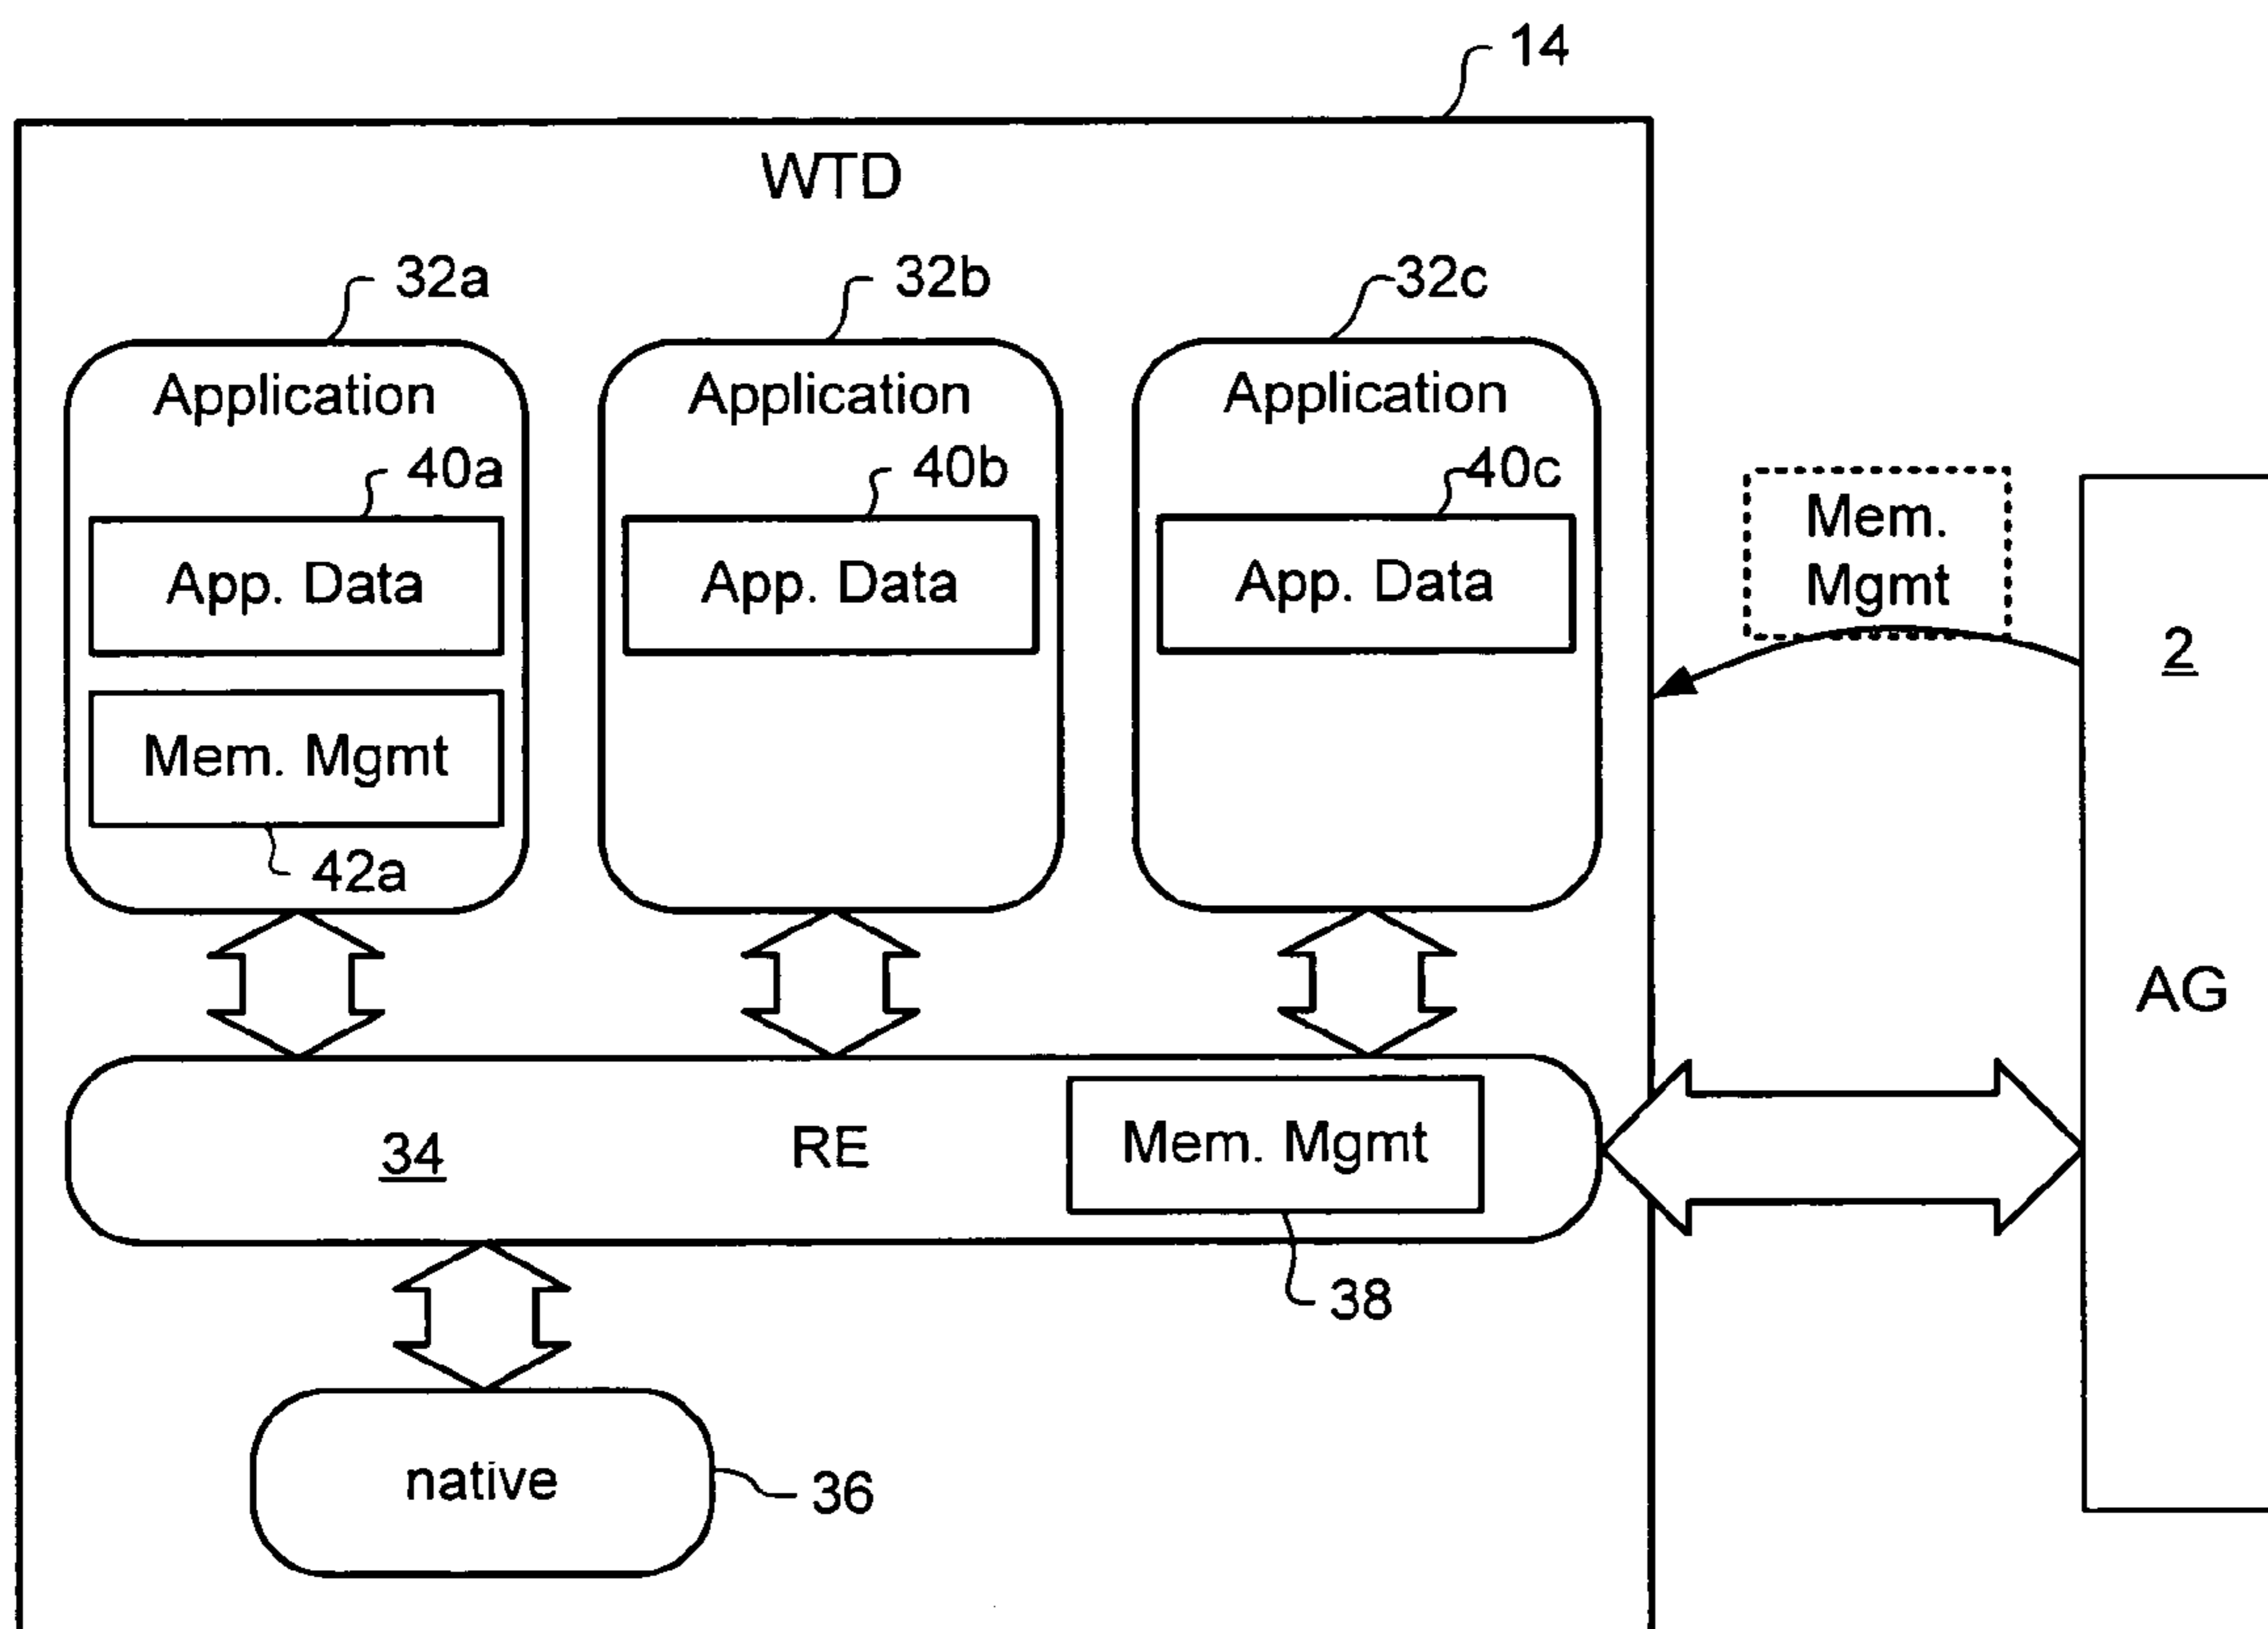 14
WTD
32a
32b
32c
Application
Application
Application
40a
40b
40c
App. Data
App. Data
App. Data
Mem.
Mgmt
2
Mem. Mgmt
42a
AG
34
RE
Mem. Mgmt
38
native
36